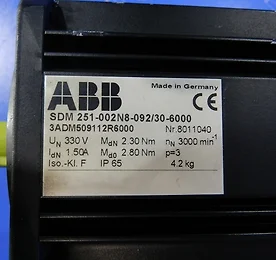 Made in Germany
ABB CE
SDM 251-002N8-092/30-6000
3ADM509112R6000 Nr.8011040
UN 330 V MdN 2.30 Nm nN 3000 min⁻¹
IdN 1.50A Md0 2.80 Nm p=3
Iso.-Kl. F IP 65 4.2 kg